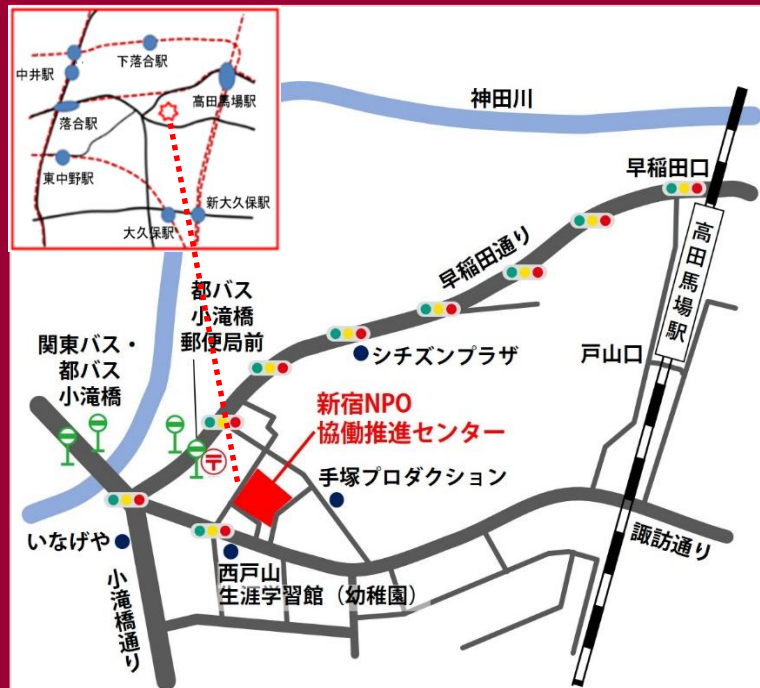 下落合駅
中井駅
高田馬場駅
落合駅
東中野駅
新大久保駅
大久保駅
神田川
早稲田口
早稲田通り
高田馬場駅
都バス
小滝橋
郵便局前
関東バス・
都バス
小滝橋
シチズンプラザ
戸山口
新宿NPO
協働推進センター
〒
手塚プロダクション
いなげや
西戸山
生涯学習館（幼稚園）
諏訪通り
小滝橋通り